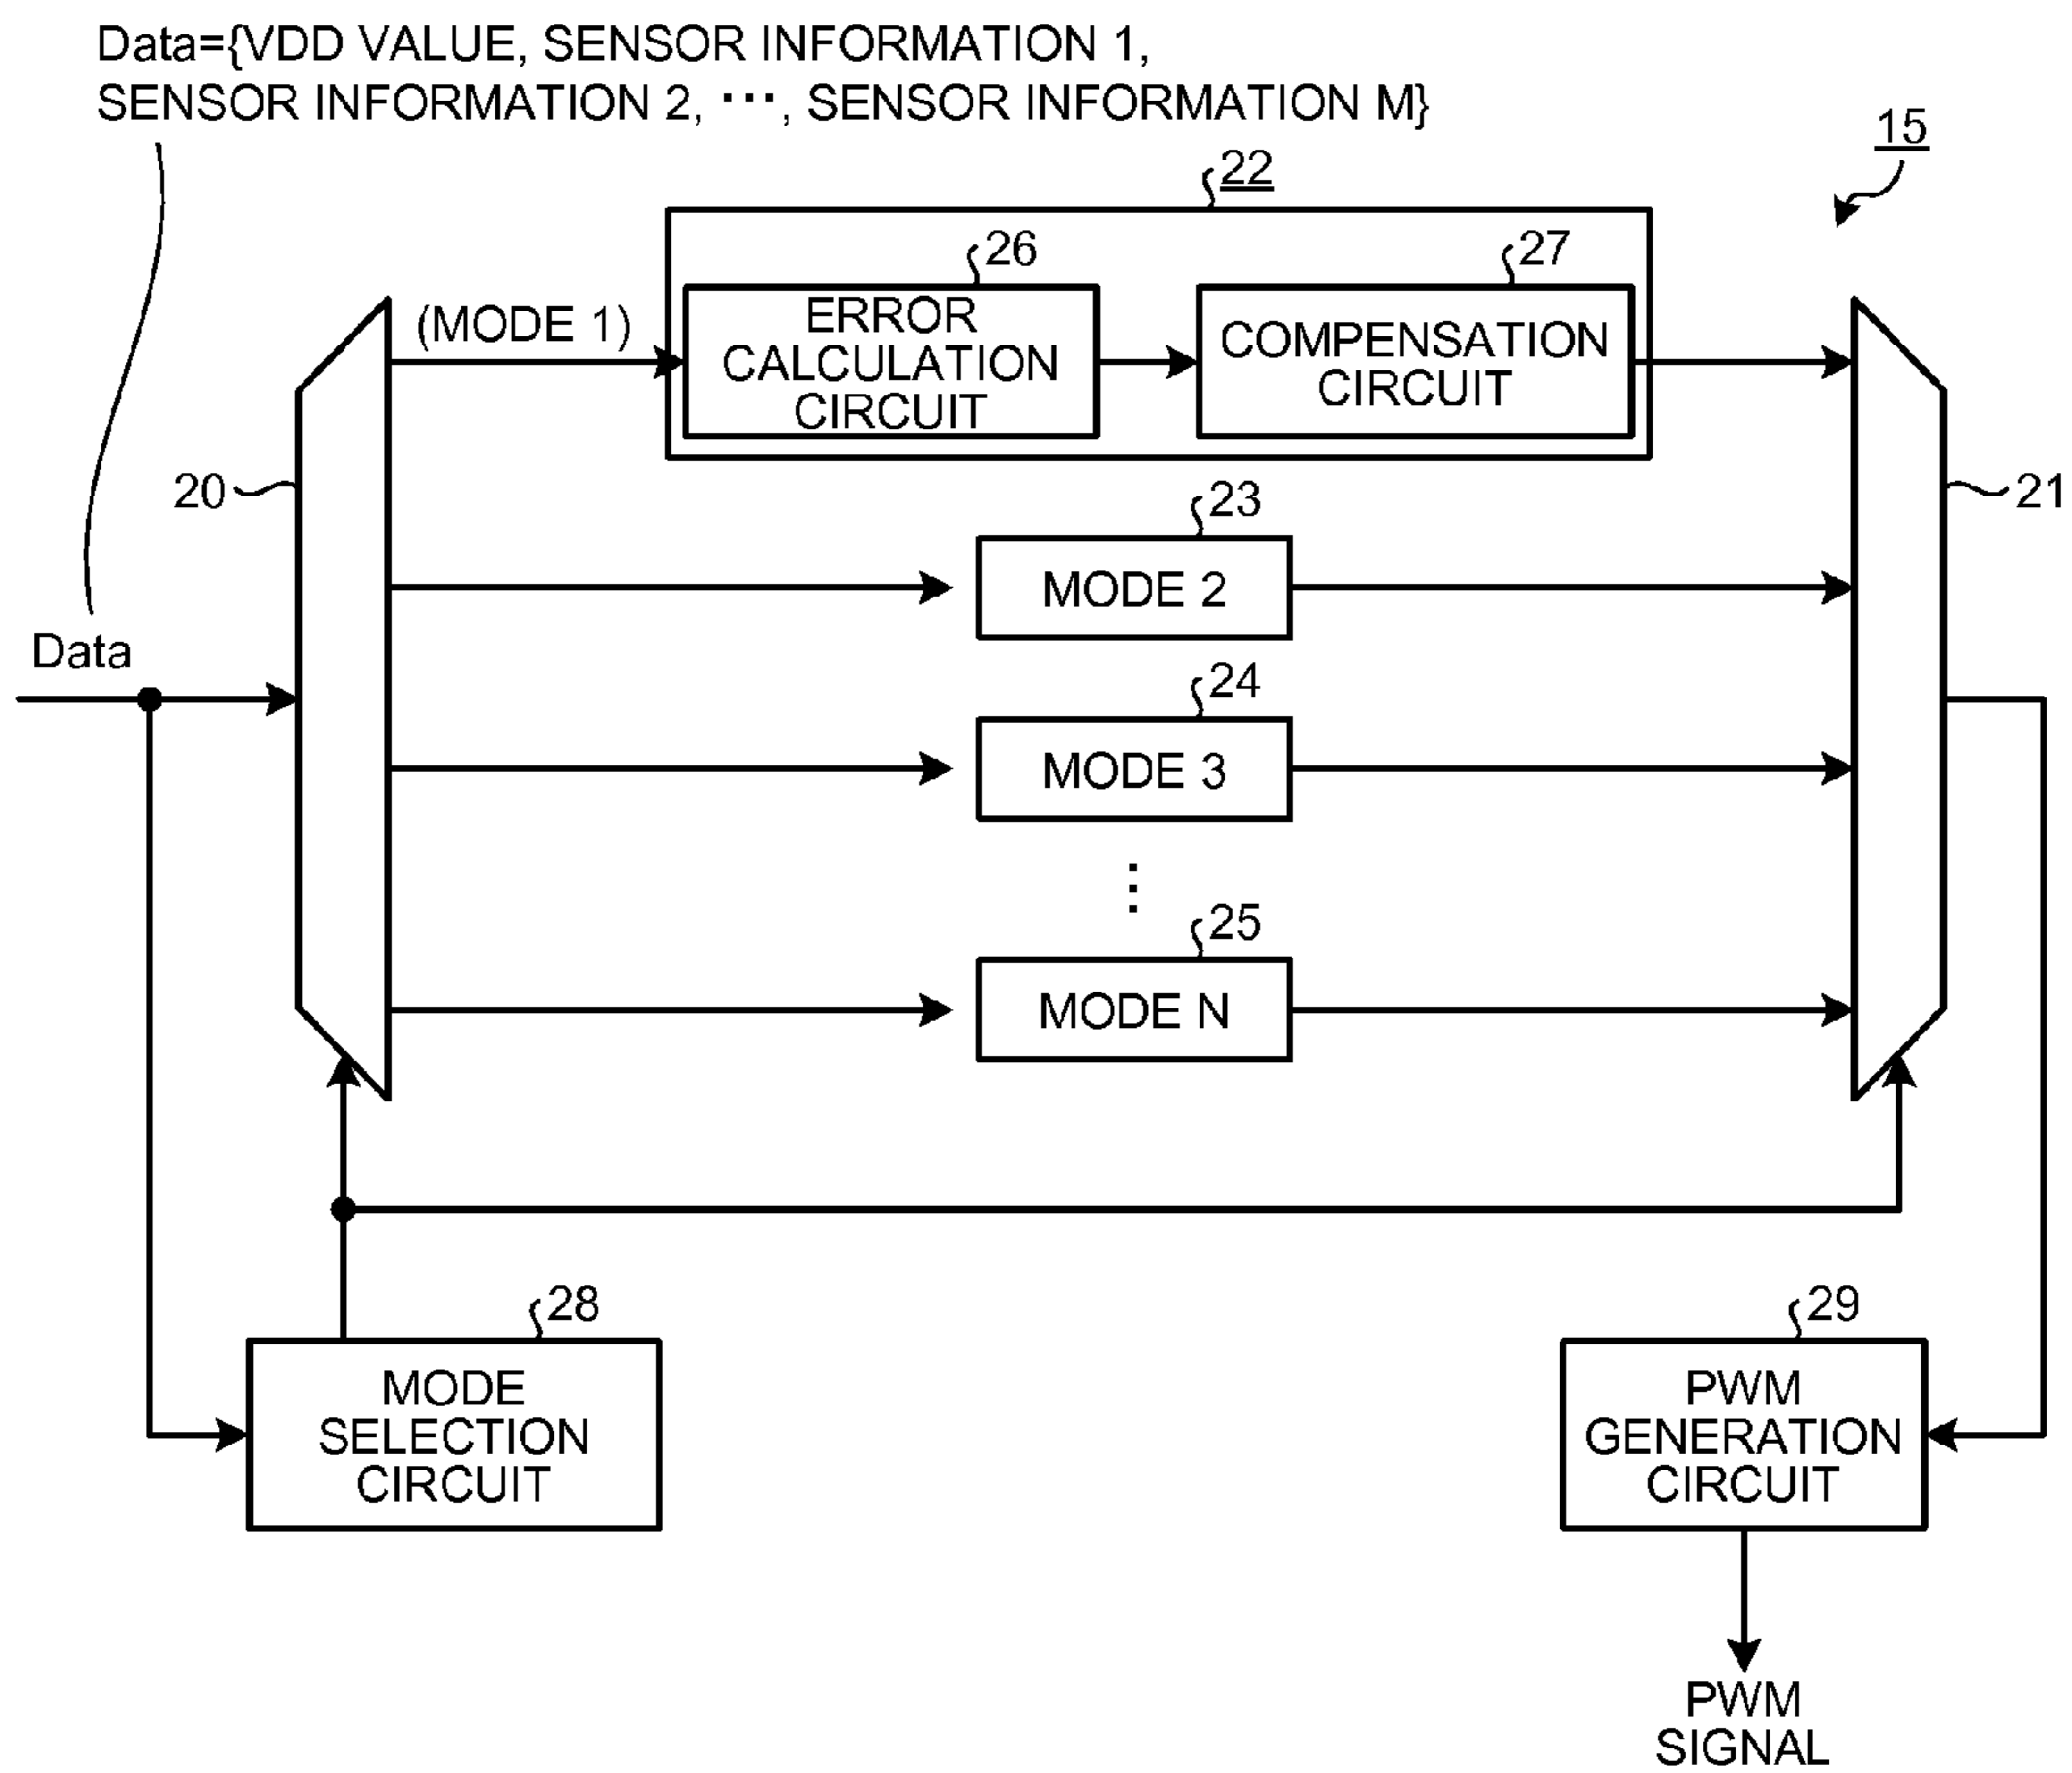 Data={VDD VALUE, SENSOR INFORMATION 1,
SENSOR INFORMATION 2, ···, SENSOR INFORMATION M}
15
22
26
27
(MODE 1)
ERROR
CALCULATION
CIRCUIT
COMPENSATION
CIRCUIT
20
21
23
MODE 2
Data
24
MODE 3
⋮
25
MODE N
28
MODE
SELECTION
CIRCUIT
29
PWM
GENERATION
CIRCUIT
PWM
SIGNAL